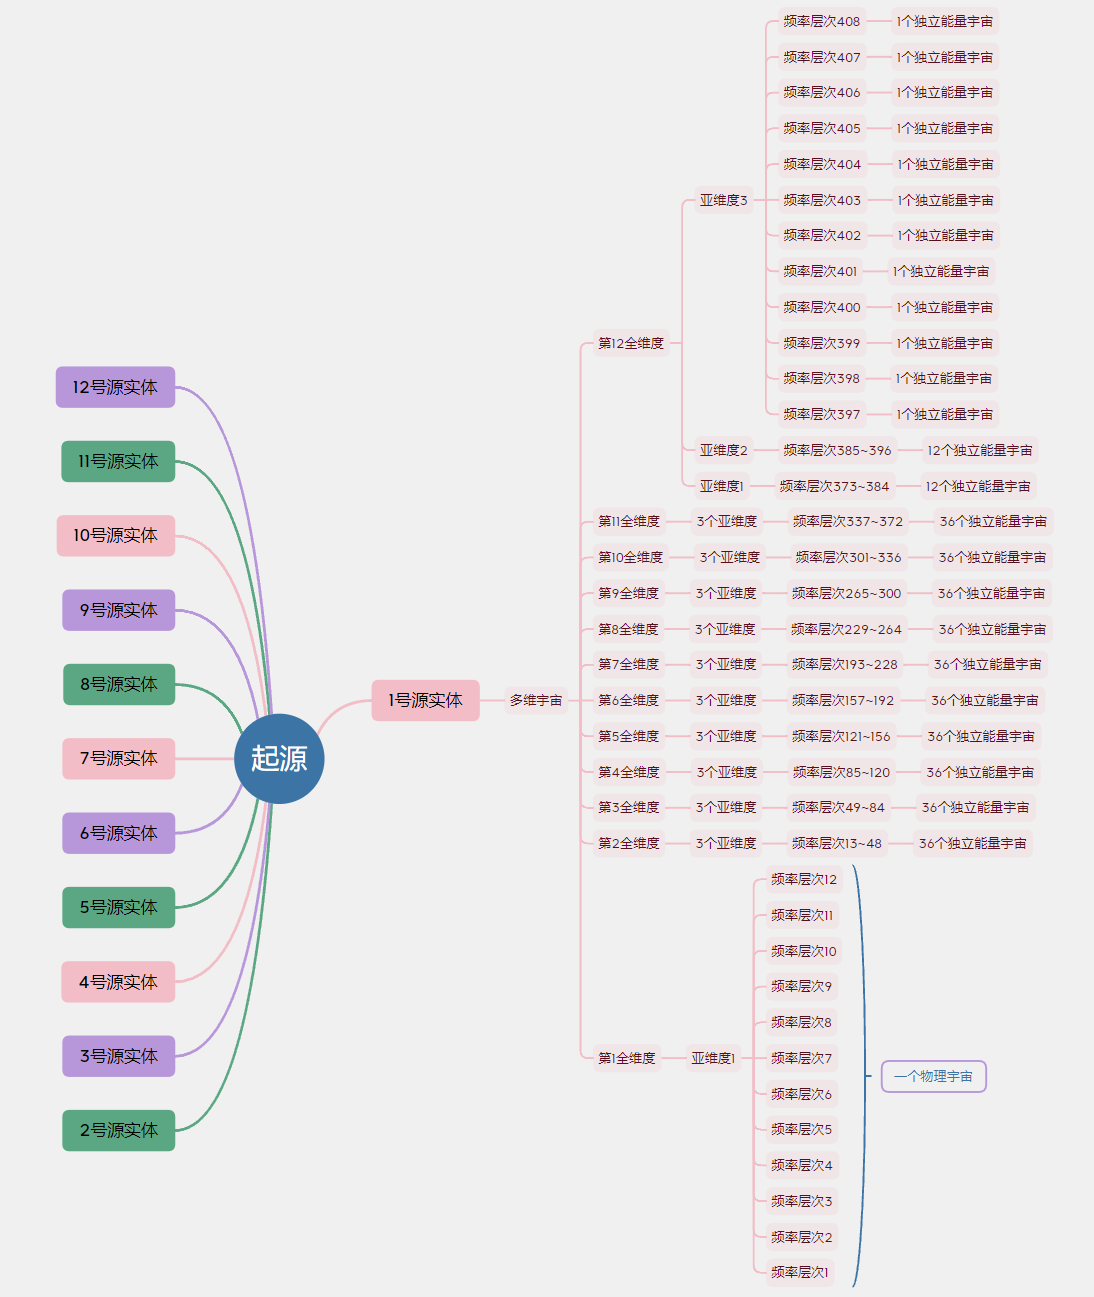 起源
12号源实体
11号源实体
10号源实体
9号源实体
8号源实体
7号源实体
6号源实体
5号源实体
4号源实体
3号源实体
2号源实体
1号源实体
多维宇宙
第12全维度
亚维度3
频率层次408 1个独立能量宇宙
频率层次407 1个独立能量宇宙
频率层次406 1个独立能量宇宙
频率层次405 1个独立能量宇宙
频率层次404 1个独立能量宇宙
频率层次403 1个独立能量宇宙
频率层次402 1个独立能量宇宙
频率层次401 1个独立能量宇宙
频率层次400 1个独立能量宇宙
频率层次399 1个独立能量宇宙
频率层次398 1个独立能量宇宙
频率层次397 1个独立能量宇宙
亚维度2 频率层次385~396 12个独立能量宇宙
亚维度1 频率层次373~384 12个独立能量宇宙
第11全维度 3个亚维度 频率层次337~372 36个独立能量宇宙
第10全维度 3个亚维度 频率层次301~336 36个独立能量宇宙
第9全维度 3个亚维度 频率层次265~300 36个独立能量宇宙
第8全维度 3个亚维度 频率层次229~264 36个独立能量宇宙
第7全维度 3个亚维度 频率层次193~228 36个独立能量宇宙
第6全维度 3个亚维度 频率层次157~192 36个独立能量宇宙
第5全维度 3个亚维度 频率层次121~156 36个独立能量宇宙
第4全维度 3个亚维度 频率层次85~120 36个独立能量宇宙
第3全维度 3个亚维度 频率层次49~84 36个独立能量宇宙
第2全维度 3个亚维度 频率层次13~48 36个独立能量宇宙
第1全维度 亚维度1
频率层次12
频率层次11
频率层次10
频率层次9
频率层次8
频率层次7
频率层次6
频率层次5
频率层次4
频率层次3
频率层次2
频率层次1
一个物理宇宙